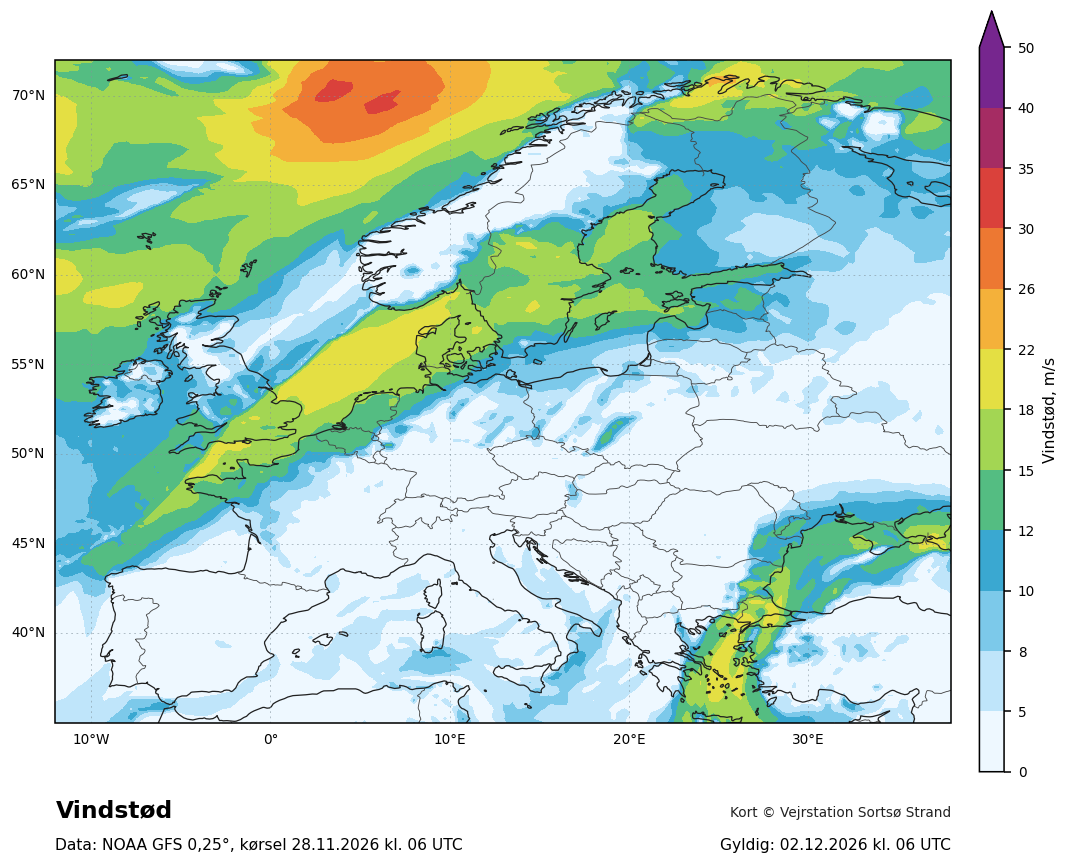 70°N
65°N
60°N
55°N
50°N
45°N
40°N
10°W
0°
10°E
20°E
30°E
50
40
35
30
26
22
18
15
12
10
8
5
0
Vindstød, m/s
Vindstød
Kort © Vejrstation Sortsø Strand
Data: NOAA GFS 0,25°, kørsel 28.11.2026 kl. 06 UTC
Gyldig: 02.12.2026 kl. 06 UTC